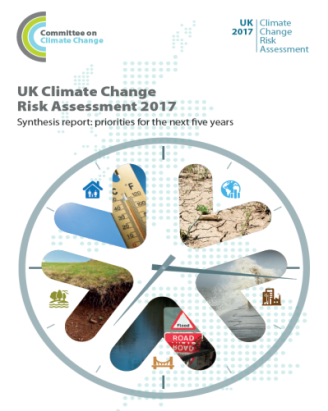 Committee on
Climate Change
UK
2017
Climate
Change
Risk
Assessment
UK Climate Change
Risk Assessment 2017
Synthesis report: priorities for the next five years
°F
Flood
ROAD